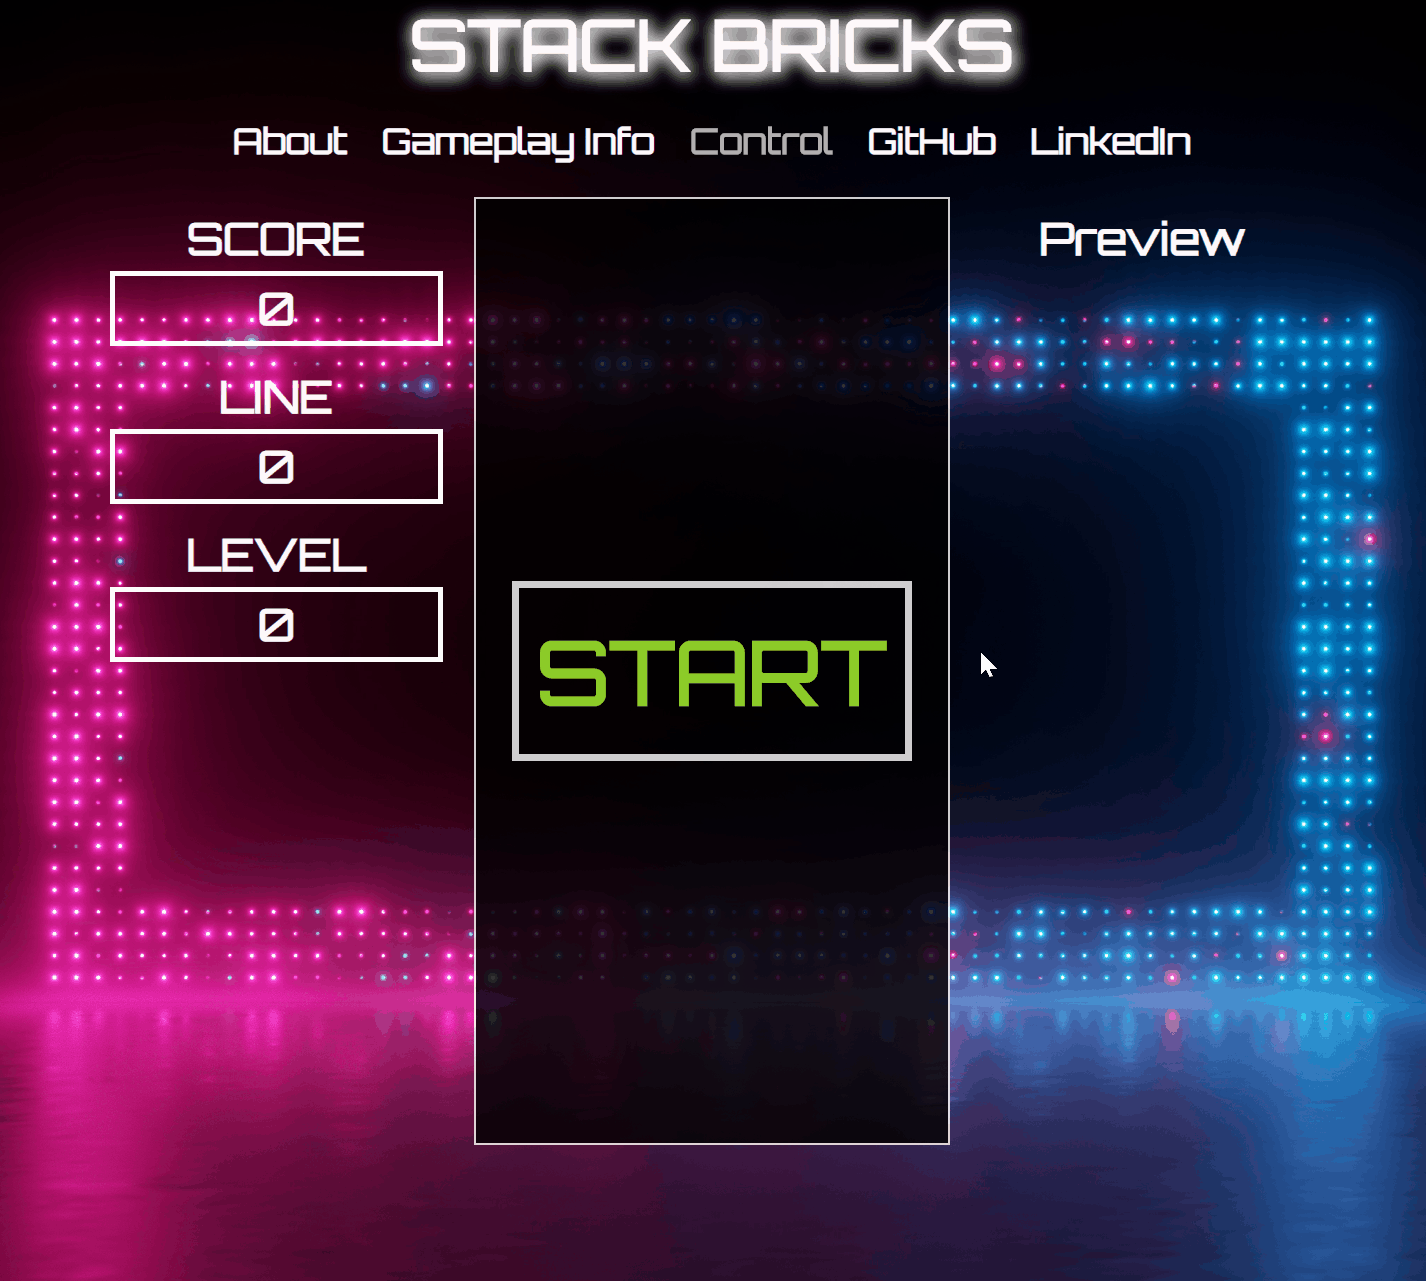 STACK BRICKS
About Gameplay Info Control GitHub LinkedIn
SCORE
0
LINE
0
LEVEL
0
START
Preview